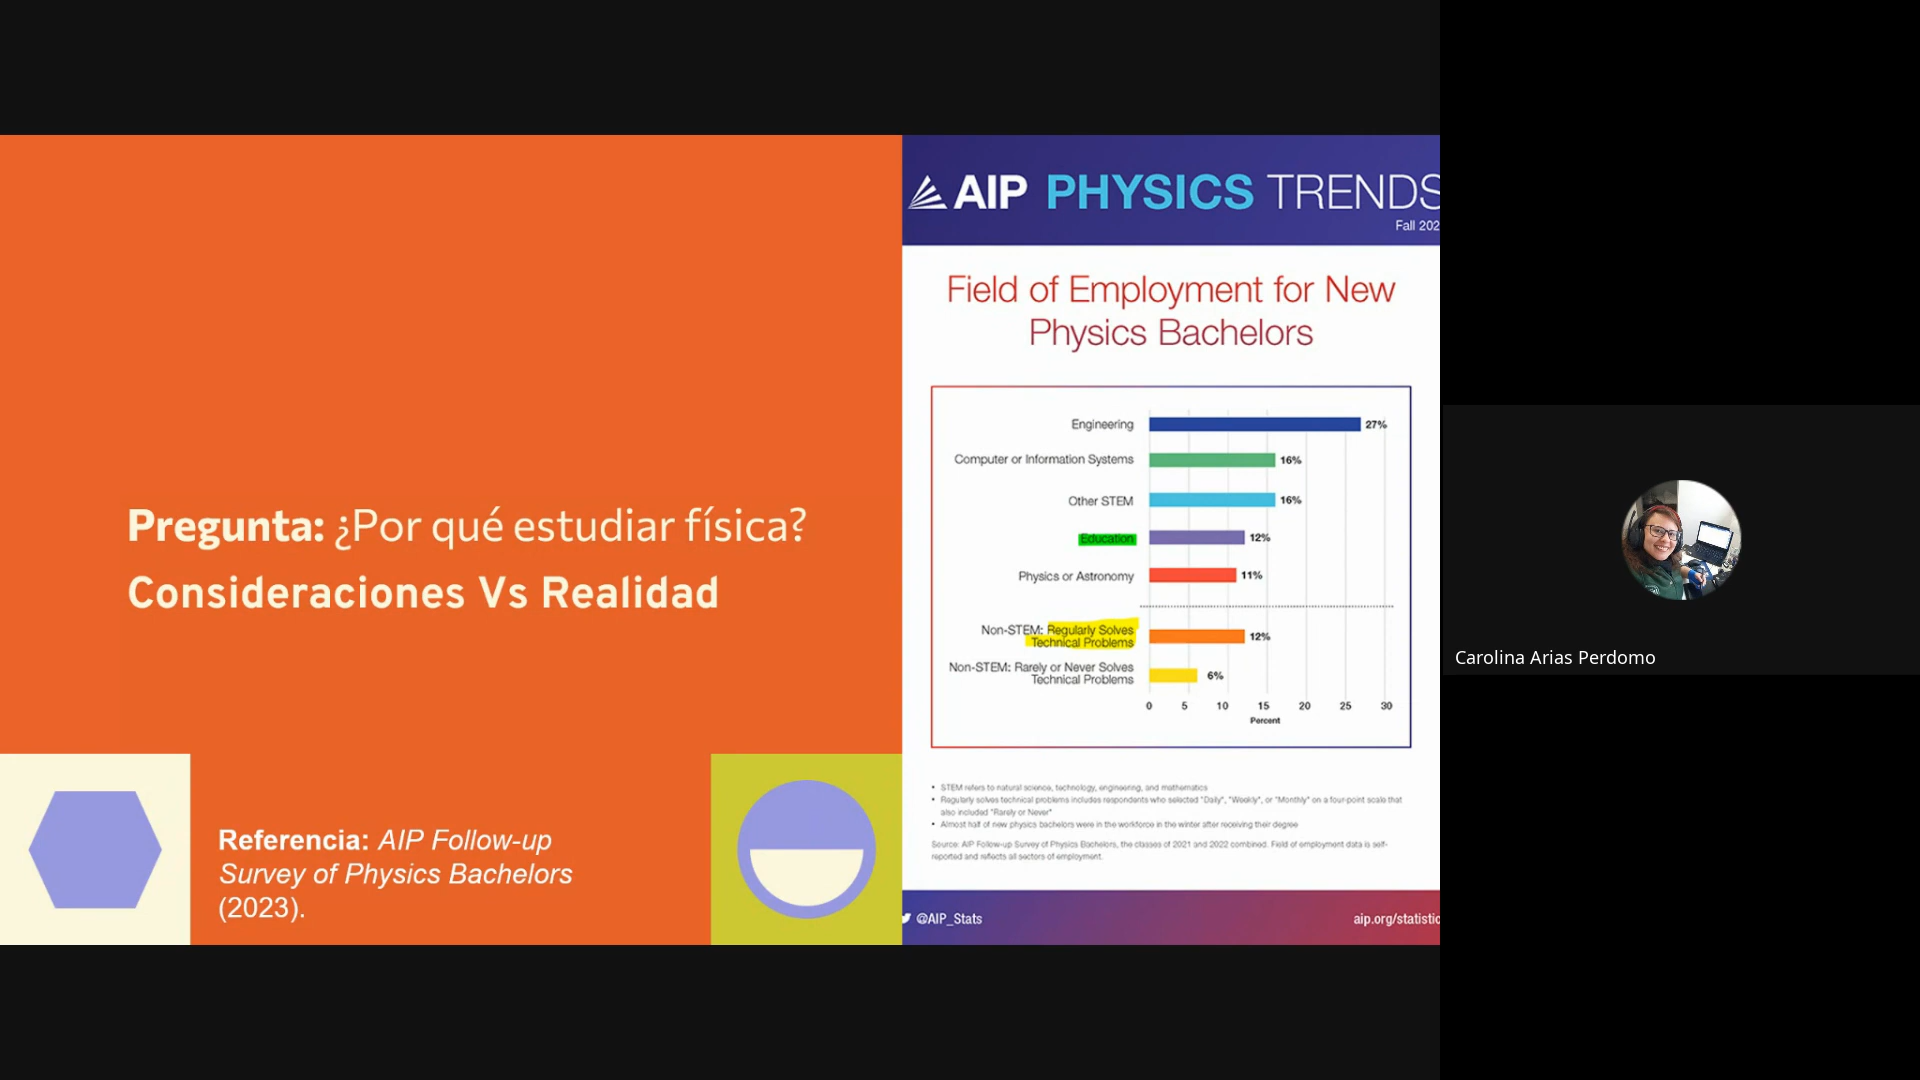 Pregunta: ¿Por qué estudiar física?
Consideraciones Vs Realidad
Referencia: AIP Follow-up
Survey of Physics Bachelors
(2023).
AIP PHYSICS TRENDS
Fall 202
Field of Employment for New
Physics Bachelors
Engineering 27%
Computer or Information Systems 16%
Other STEM 16%
Education 12%
Physics or Astronomy 11%
Non-STEM: Regularly Solves
Technical Problems 12%
Non-STEM: Rarely or Never Solves
Technical Problems 6%
0 5 10 15 20 25 30
Percent
• STEM refers to natural science, technology, engineering, and mathematics
• Regularly solves technical problems includes respondents who selected "Daily", "Weekly", or "Monthly" on a four-point scale that
also included "Rarely or Never"
• Almost half of new physics bachelors were in the workforce in the winter after receiving their degree
Source: AIP Follow-up Survey of Physics Bachelors, the classes of 2021 and 2022 combined. Field of employment data is self-
reported and reflects all sectors of employment.
@AIP_Stats
aip.org/statistic
Carolina Arias Perdomo